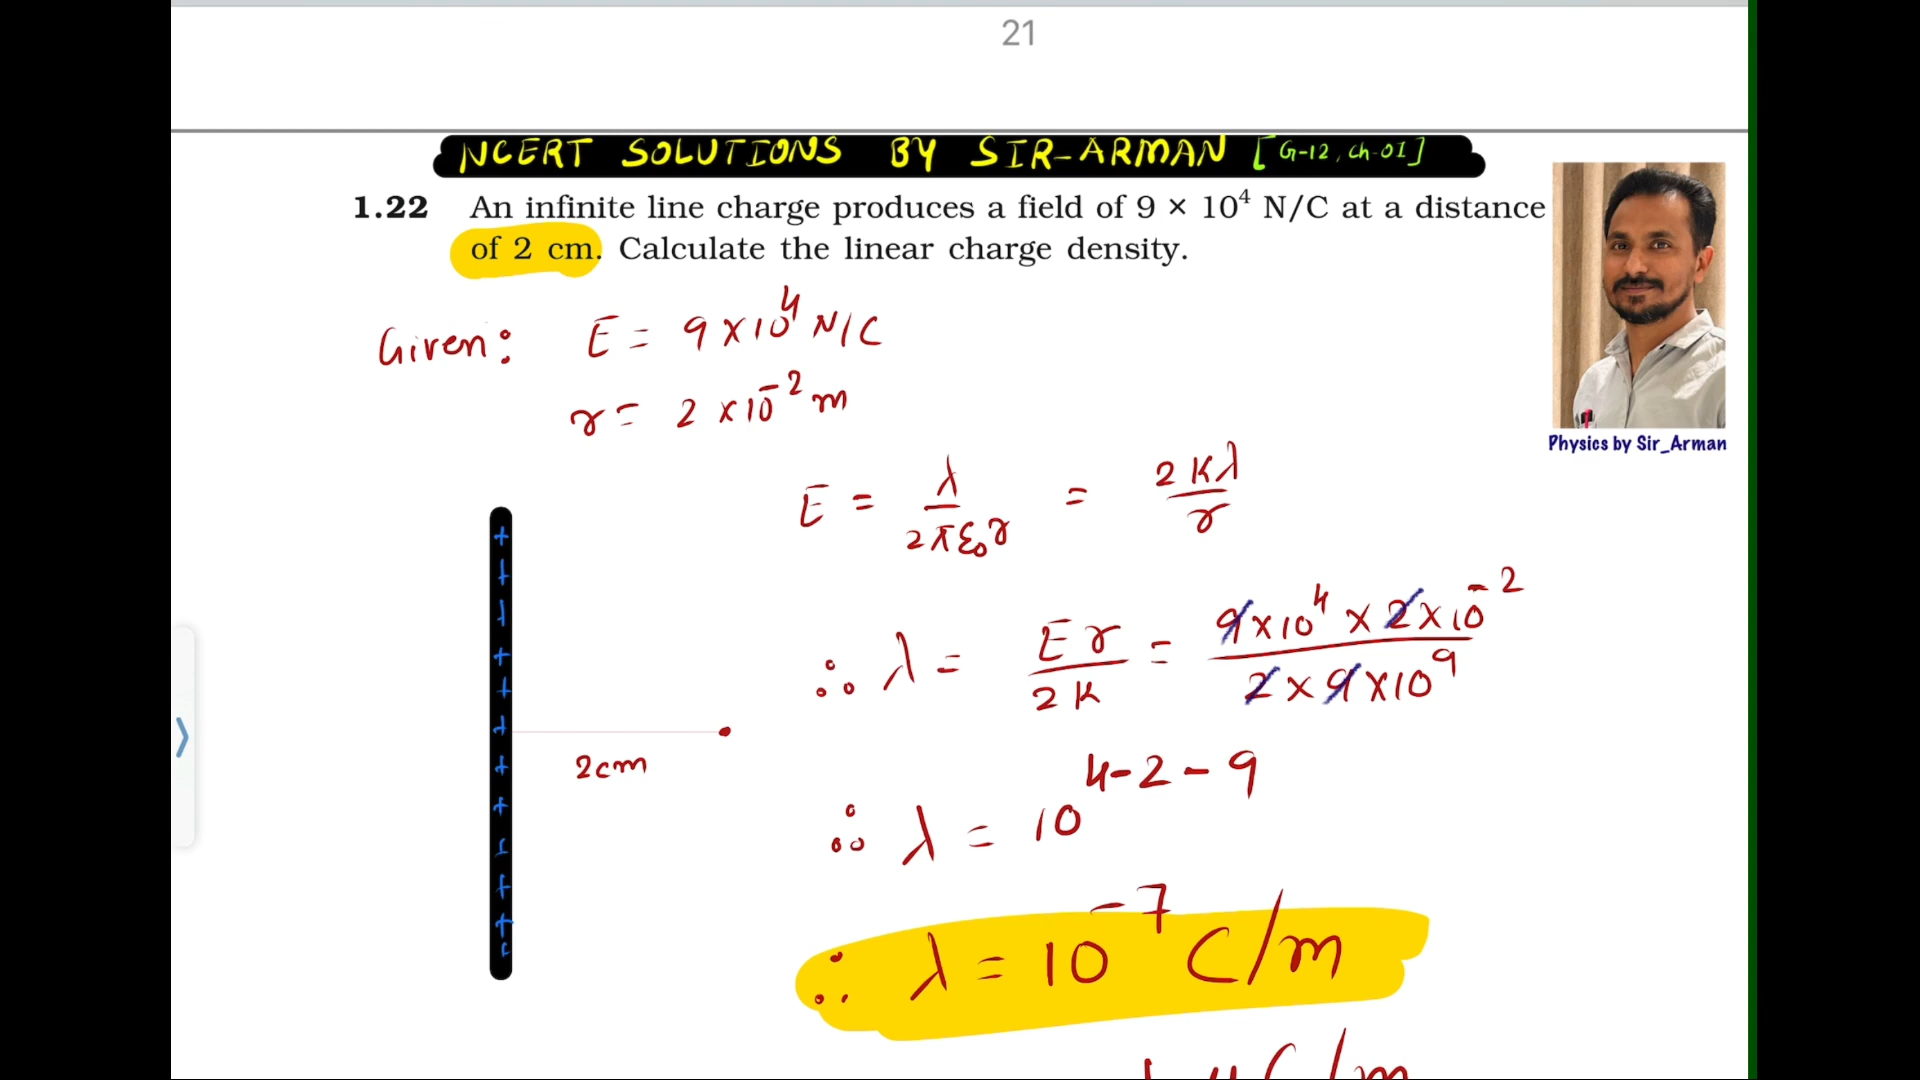 21
NCERT SOLUTIONS BY SIR-ARMAN [G-12, Ch-01]
1.22 An infinite line charge produces a field of 9 × 10⁴ N/C at a distance
of 2 cm. Calculate the linear charge density.
Given: E = 9×10⁴ N/C
r = 2×10⁻² m
Physics by Sir_Arman
E = λ/2πε₀r = 2Kλ/r
∴ λ = Er/2K = 9×10⁴ × 2×10⁻² / 2×9×10⁹
2cm
∴ λ = 10⁴⁻²⁻⁹
∴ λ = 10⁻⁷ C/m